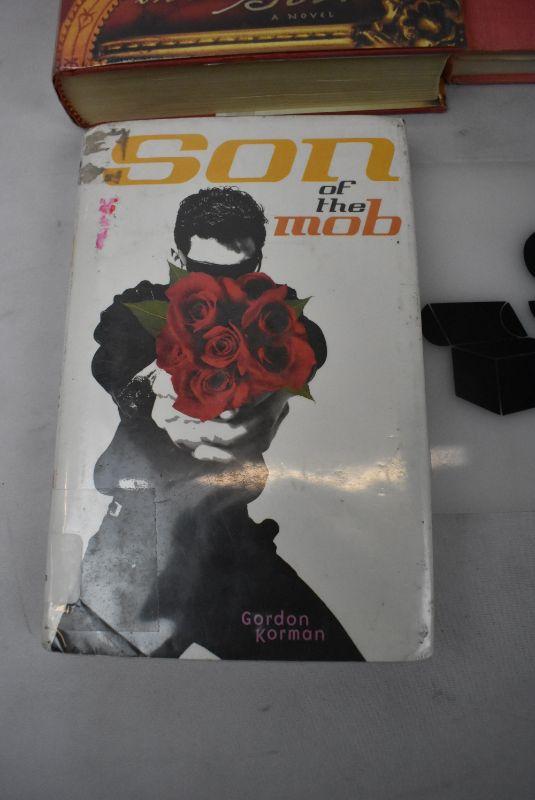 A NOVEL
Son
of
the
mob
Gordon
Korman